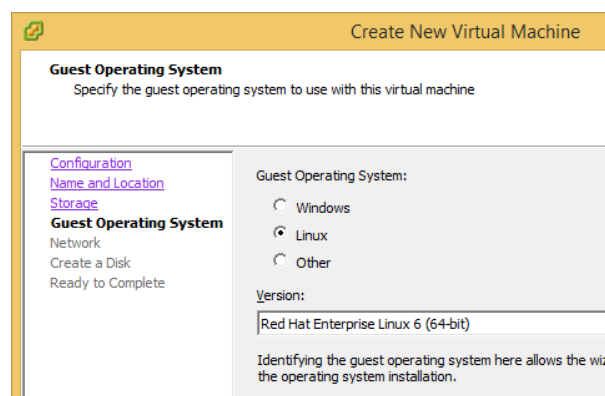 Create New Virtual Machine
Guest Operating System
Specify the guest operating system to use with this virtual machine
Configuration
Name and Location
Storage
Guest Operating System
Network
Create a Disk
Ready to Complete
Guest Operating System:
Windows
Linux
Other
Version:
Red Hat Enterprise Linux 6 (64-bit)
Identifying the guest operating system here allows the
the operating system installation.